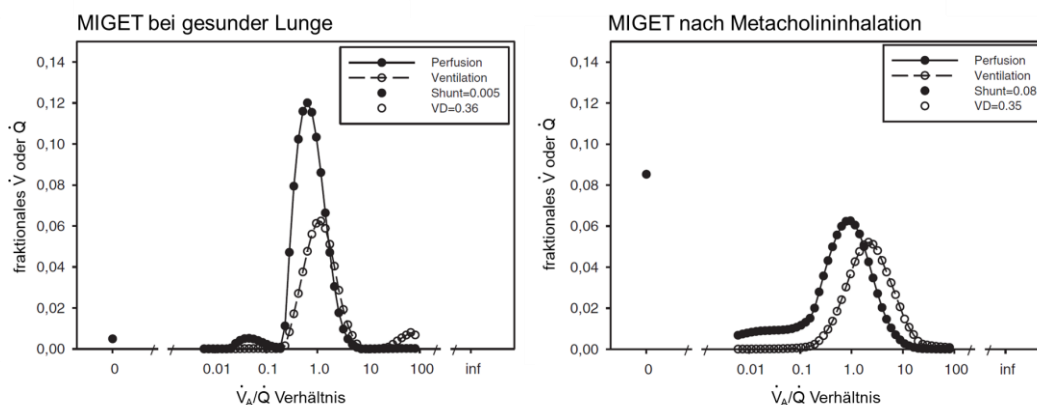 MIGET bei gesunder Lunge
0,14
0,12
0,10
0,08
0,06
0,04
0,02
0,00
fraktionales V̇ oder Q̇
Perfusion
Ventilation
Shunt=0.005
VD=0.36
0 0.01 0.1 1.0 10 100 inf
V̇A/Q̇ Verhältnis
MIGET nach Metacholininhalation
0,14
0,12
0,10
0,08
0,06
0,04
0,02
0,00
fraktionales V̇ oder Q̇
Perfusion
Ventilation
Shunt=0.08
VD=0.35
0 0.01 0.1 1.0 10.0 100 inf
V̇A/Q̇ Verhältnis